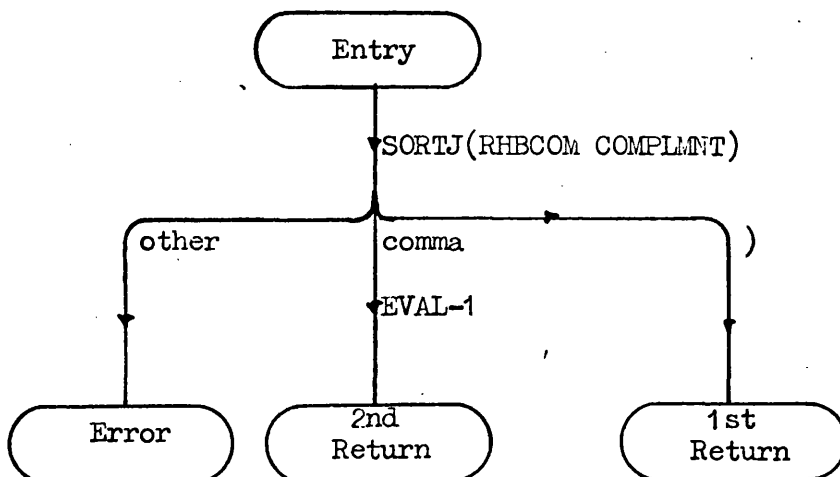 Entry
SORTJ(RHBCOM COMPLMNT)
other
comma
)
EVAL-1
Error
2nd
Return
1st
Return